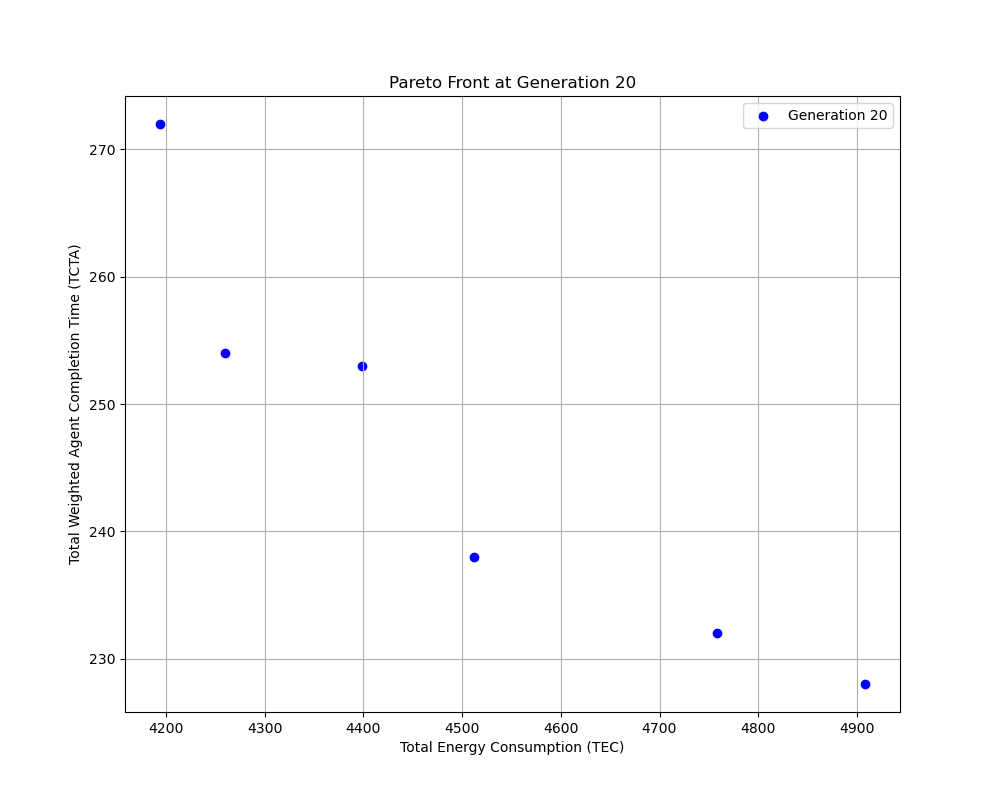 Pareto Front at Generation 20
Generation 20
270
260
250
240
230
Total Weighted Agent Completion Time (TCTA)
4200 4300 4400 4500 4600 4700 4800 4900
Total Energy Consumption (TEC)